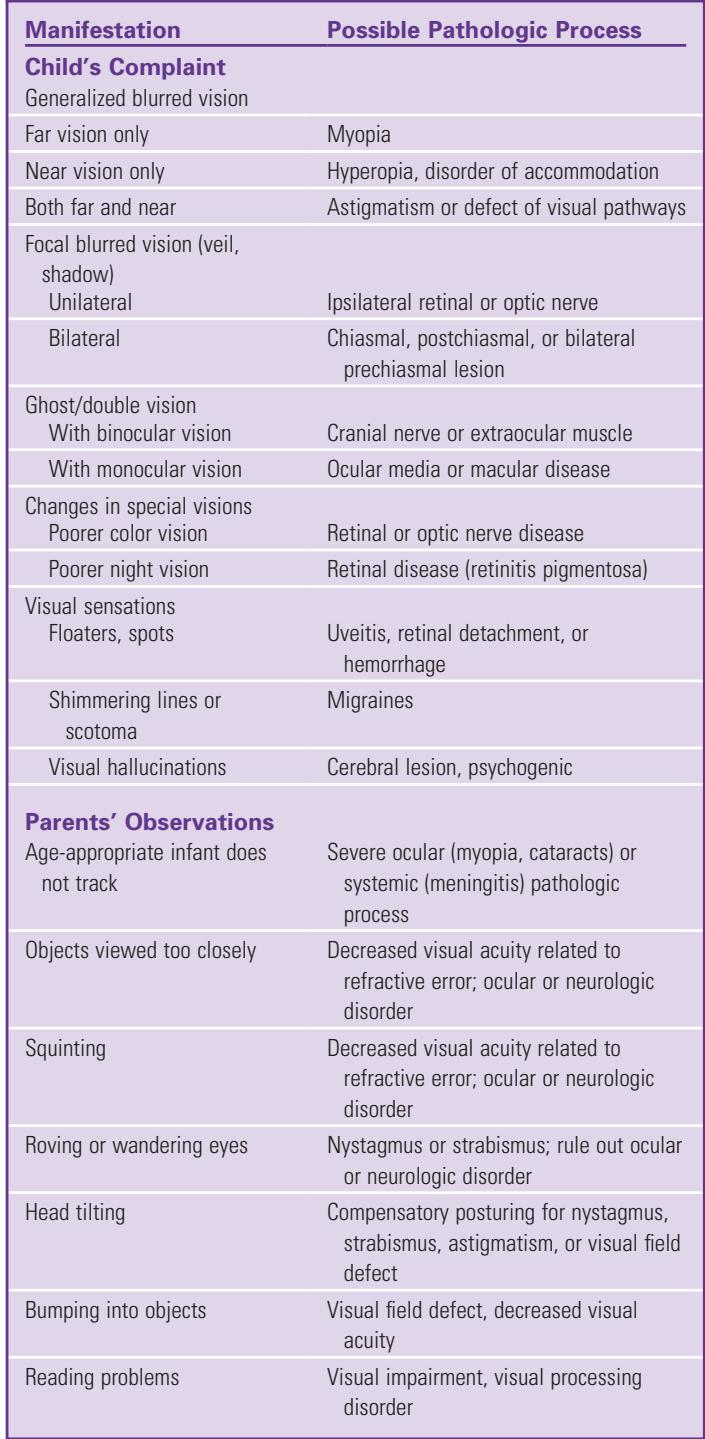 Manifestation Possible Pathologic Process
Child's Complaint
Generalized blurred vision
Far vision only Myopia
Near vision only Hyperopia, disorder of accommodation
Both far and near Astigmatism or defect of visual pathways
Focal blurred vision (veil,
shadow)
Unilateral Ipsilateral retinal or optic nerve
Bilateral Chiasmal, postchiasmal, or bilateral
prechiasmal lesion
Ghost/double vision
With binocular vision Cranial nerve or extraocular muscle
With monocular vision Ocular media or macular disease
Changes in special visions
Poorer color vision Retinal or optic nerve disease
Poorer night vision Retinal disease (retinitis pigmentosa)
Visual sensations
Floaters, spots Uveitis, retinal detachment, or
hemorrhage
Shimmering lines or Migraines
scotoma
Visual hallucinations Cerebral lesion, psychogenic
Parents' Observations
Age-appropriate infant does Severe ocular (myopia, cataracts) or
not track systemic (meningitis) pathologic
process
Objects viewed too closely Decreased visual acuity related to
refractive error; ocular or neurologic
disorder
Squinting Decreased visual acuity related to
refractive error; ocular or neurologic
disorder
Roving or wandering eyes Nystagmus or strabismus; rule out ocular
or neurologic disorder
Head tilting Compensatory posturing for nystagmus,
strabismus, astigmatism, or visual field
defect
Bumping into objects Visual field defect, decreased visual
acuity
Reading problems Visual impairment, visual processing
disorder